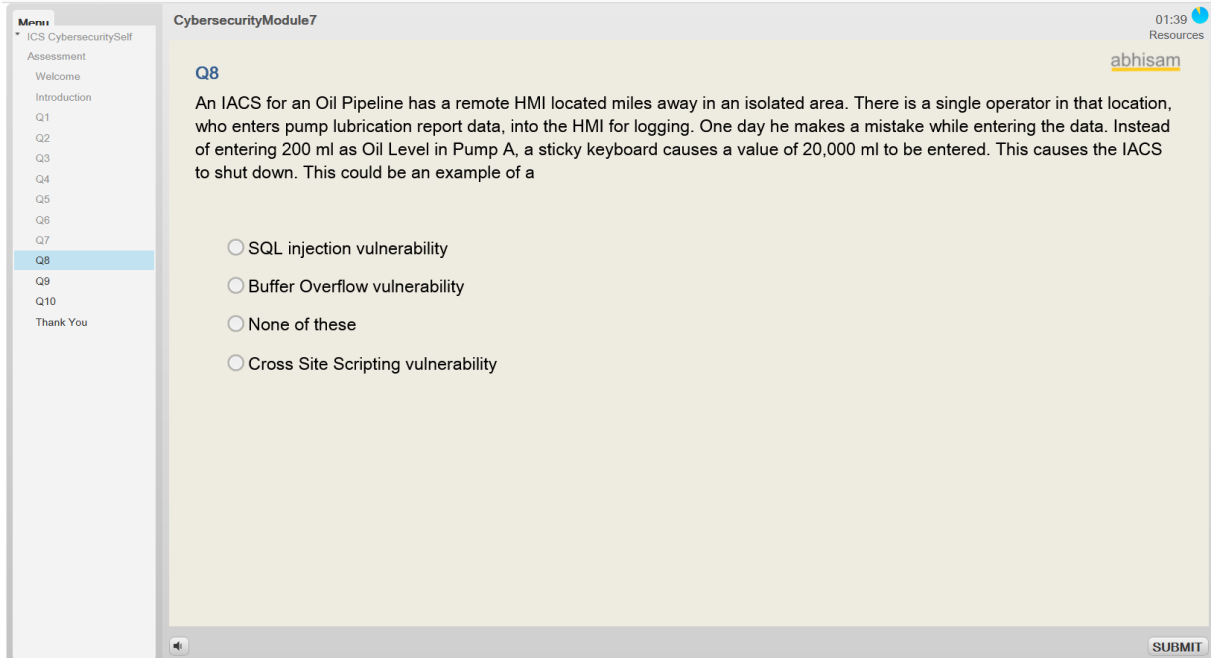 Menu
CybersecurityModule7
01:39
Resources
ICS CybersecuritySelf
Assessment
Welcome
Introduction
Q1
Q2
Q3
Q4
Q5
Q6
Q7
Q8
Q9
Q10
Thank You
abhisam
Q8
An IACS for an Oil Pipeline has a remote HMI located miles away in an isolated area. There is a single operator in that location,
who enters pump lubrication report data, into the HMI for logging. One day he makes a mistake while entering the data. Instead
of entering 200 ml as Oil Level in Pump A, a sticky keyboard causes a value of 20,000 ml to be entered. This causes the IACS
to shut down. This could be an example of a
SQL injection vulnerability
Buffer Overflow vulnerability
None of these
Cross Site Scripting vulnerability
SUBMIT